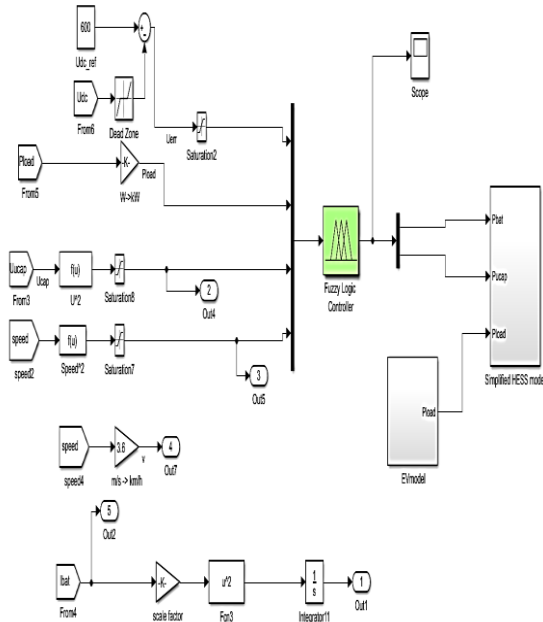 600
Udc_ref
+
-
Udc
From6
Dead Zone
Uerr
Saturation2
Scope
Pload
From5
-K-
Pload
W->kW
Uucap
From3
Ucap
f(u)
U^2
Saturation8
2
Out4
speed
speed2
f(u)
Speed^2
Saturation7
3
Out5
Fuzzy Logic
Controller
Pbat
Pucap
Pload
Simplified HESS model
Pload
EVmodel
speed
speed4
3.6
m/s -> km/h
v
4
Out7
5
Out2
Ibat
From4
-K-
scale factor
u^2
Fcn3
1
s
Integrator11
1
Out1